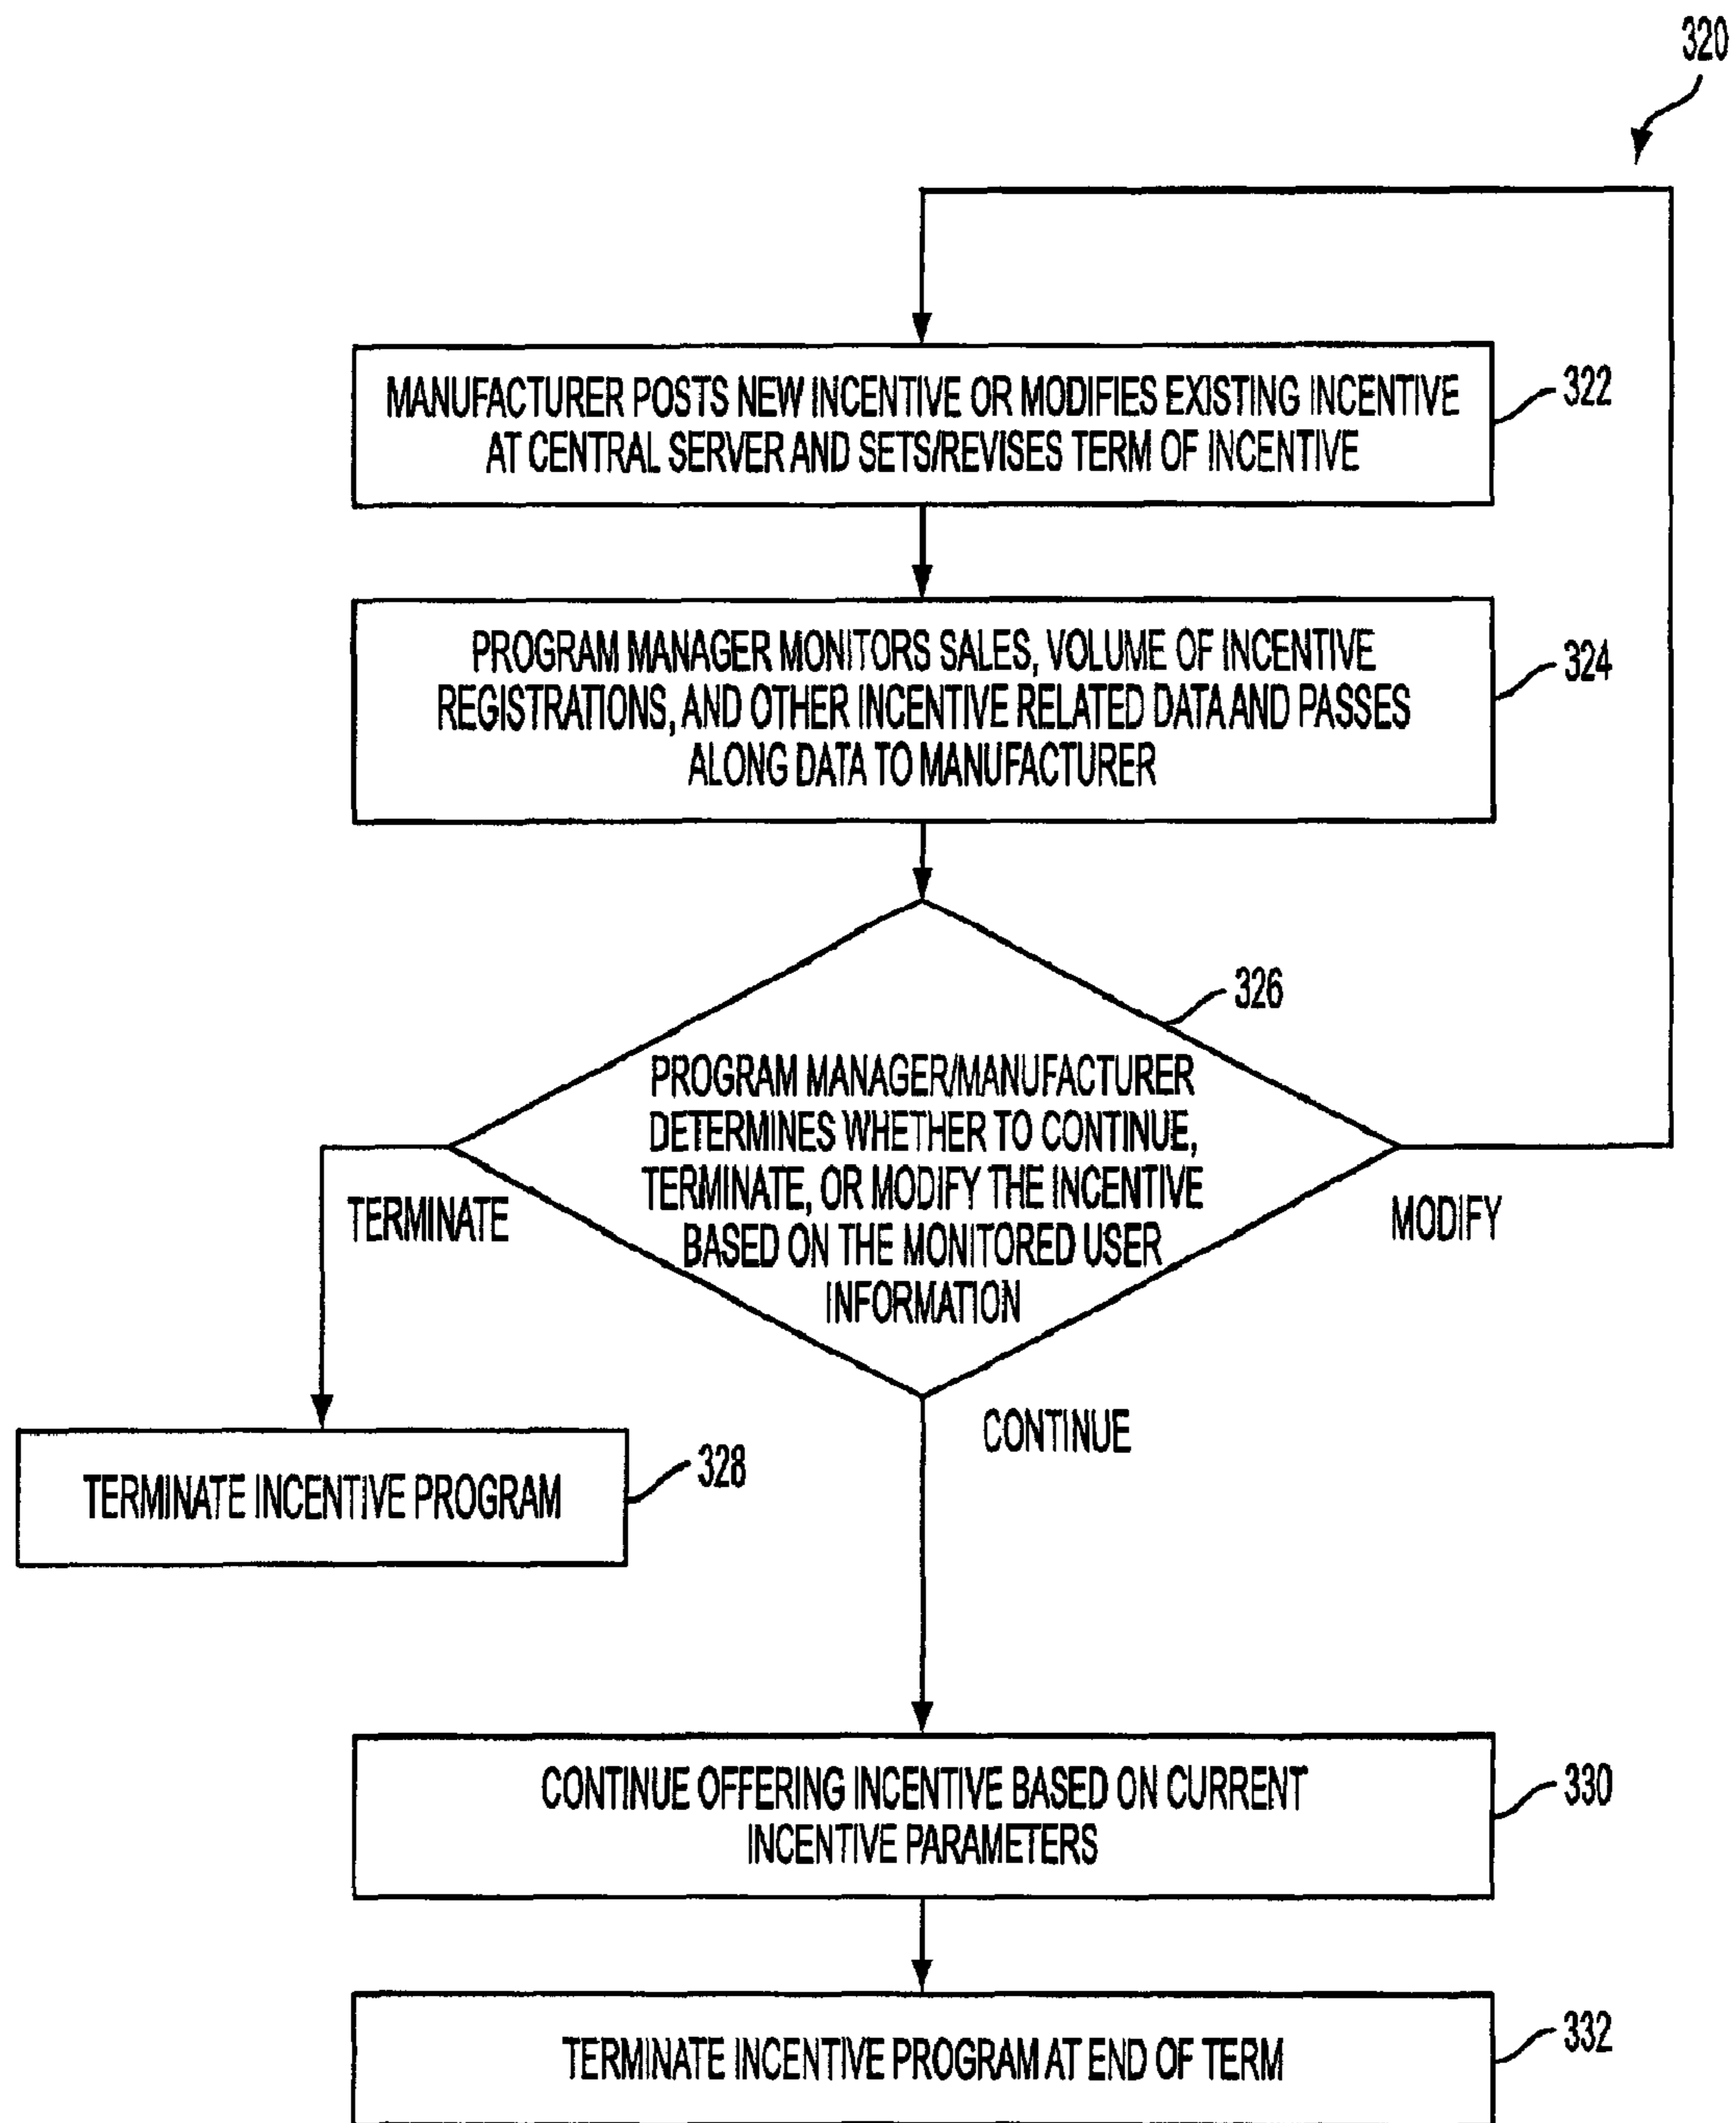 320
MANUFACTURER POSTS NEW INCENTIVE OR MODIFIES EXISTING INCENTIVE
AT CENTRAL SERVER AND SETS/REVISES TERM OF INCENTIVE
322
PROGRAM MANAGER MONITORS SALES, VOLUME OF INCENTIVE
REGISTRATIONS, AND OTHER INCENTIVE RELATED DATA AND PASSES
ALONG DATA TO MANUFACTURER
324
326
PROGRAM MANAGER/MANUFACTURER
DETERMINES WHETHER TO CONTINUE,
TERMINATE, OR MODIFY THE INCENTIVE
BASED ON THE MONITORED USER
INFORMATION
TERMINATE
MODIFY
CONTINUE
TERMINATE INCENTIVE PROGRAM
328
CONTINUE OFFERING INCENTIVE BASED ON CURRENT
INCENTIVE PARAMETERS
330
TERMINATE INCENTIVE PROGRAM AT END OF TERM
332